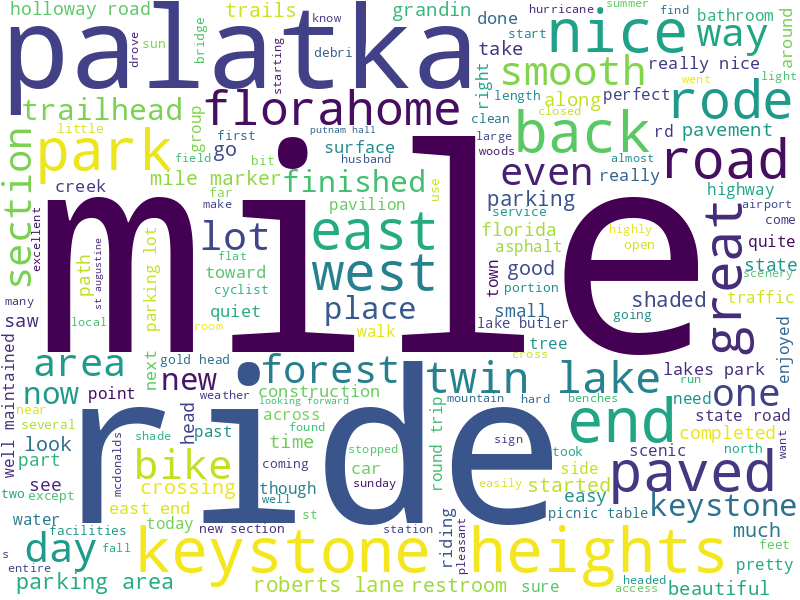 holloway road
trails
know
grandin
done
hurricane
summer
find
around
palatka
drove
sun
bridge
starting
debri
start
nice
way
bathroom
take
really nice
light
trailhead
florahome
right
smooth
went
length
along
perfect
rode
little
group
first
putnam hall
clean
closed
back
rd
pavement
park
field
bit
surface
large
woods
almost
section
go
husband
even
really
road
creek
mile marker
finished
use
parking
highway
far
make
pavilion
service
airport
excellent
path
st augustine
parking lot
lot
east
florida
asphalt
highly
open
come
great
quite
mile
flat
toward
cyclist
west
town
good
portion
going
state
scenery
many
saw
local
quiet
room
place
walk
small
lake butler
tree
shaded
traffic
enjoyed
well maintained
area
next
gold head
forest
cross
twin lake
lakes park
now
point
new
weather
construction
looking forward
mountain
hard
run
benches
need
one
near
several
look
head
past
across
found
ride
end
state road
want
part
mcdonalds
shade
bike
time
stopped
round trip
sign
took
side
completed
north
see
crossing
coming
car
sunday
easily
started
paved
scenic
two
except
though
well
easy
picnic table
keystone
water
east end
today
new section
st
station
riding
pleasant
much
day
facilities
fall
keystone heights
feet
pretty
s
entire
parking area
roberts lane
restroom
sure
headed
access
beautiful